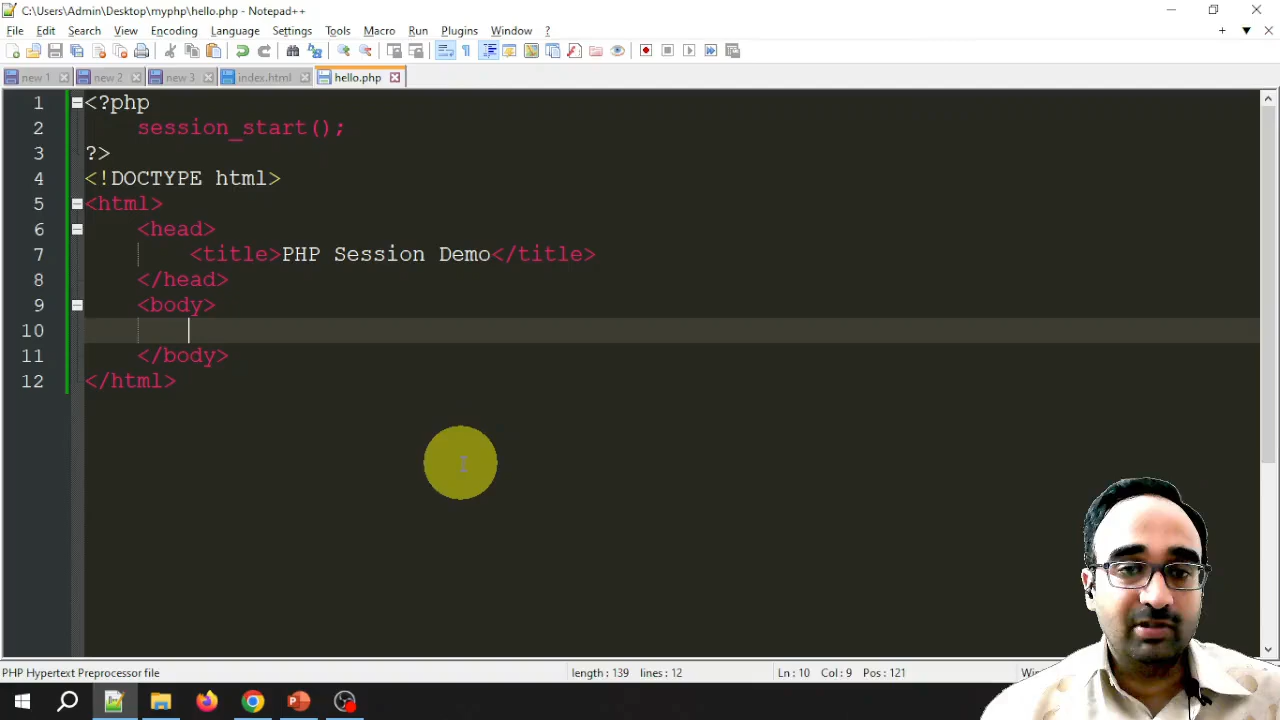 C:\Users\Admin\Desktop\myphp\hello.php - Notepad++
File Edit Search View Encoding Language Settings Tools Macro Run Plugins Window ?
new 1 new 2 new 3 index.html hello.php
1 <?php
2 session_start();
3 ?>
4 <!DOCTYPE html>
5 <html>
6 <head>
7 <title>PHP Session Demo</title>
8 </head>
9 <body>
10
11 </body>
12 </html>
PHP Hypertext Preprocessor file length : 139 lines : 12 Ln : 10 Col : 9 Pos : 121